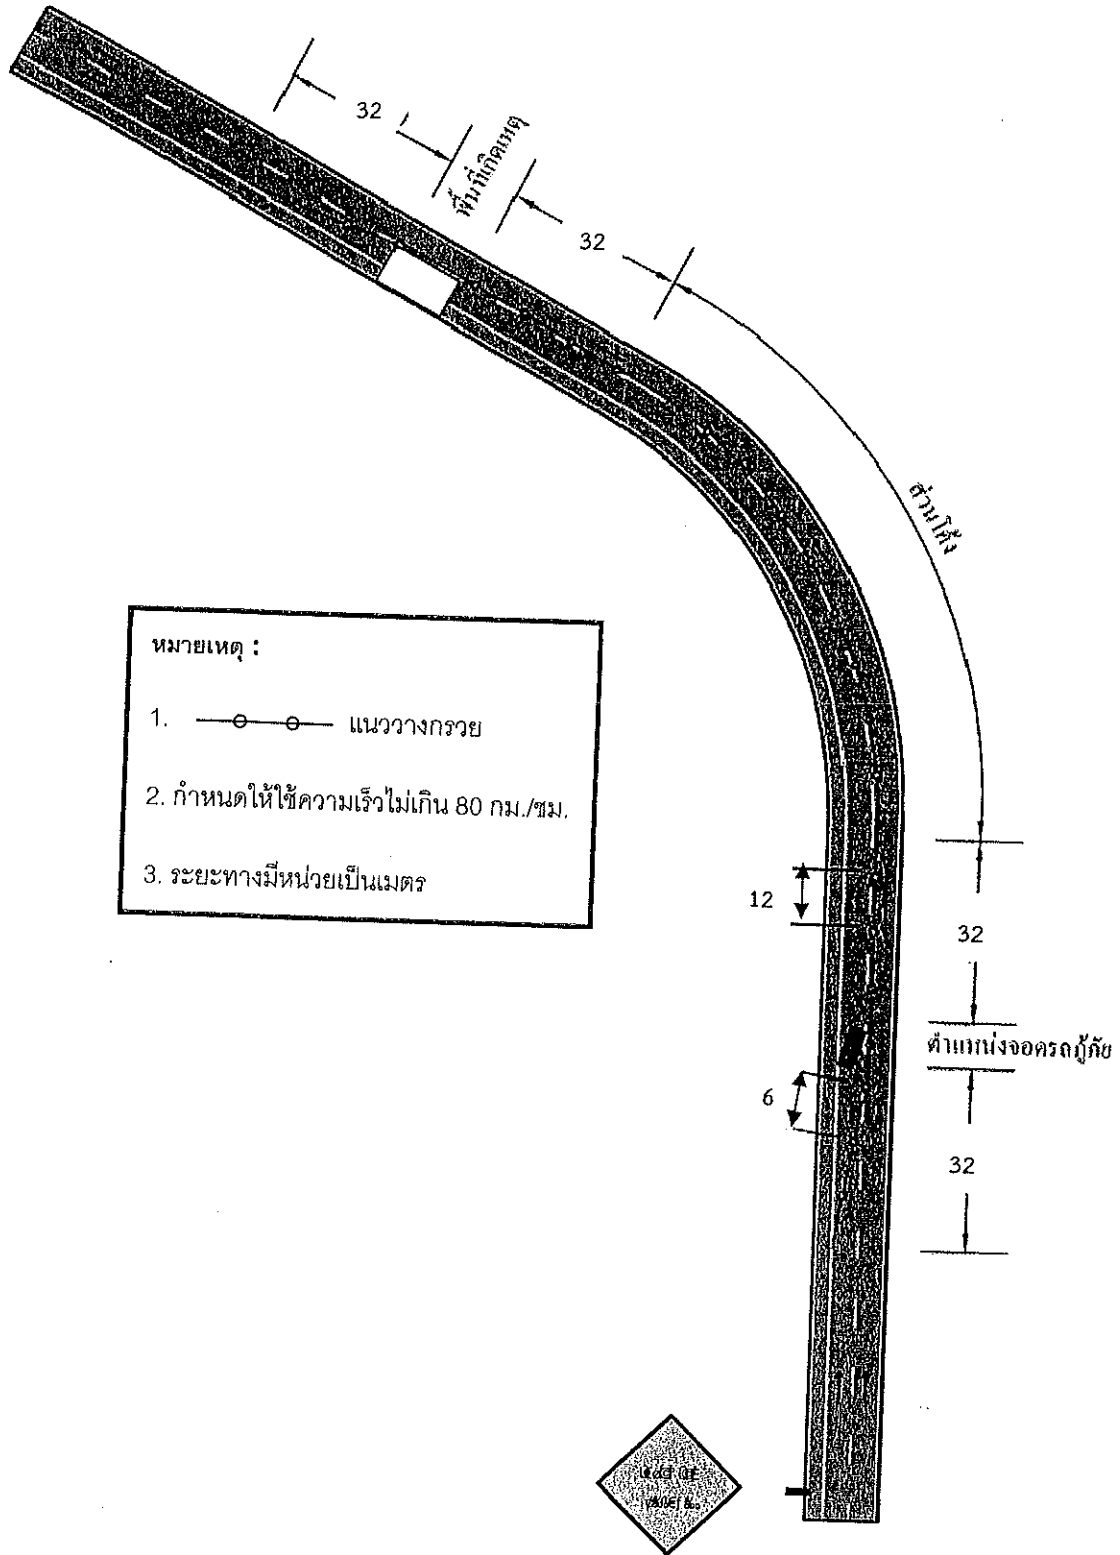 32
พื้นที่เกิดเหตุ
32
ส่วนโค้ง
หมายเหตุ :
1. แนววางกรวย
2. กำหนดให้ใช้ความเร็วไม่เกิน 80 กม./ชม.
3. ระยะทางมีหน่วยเป็นเมตร
12
32
ตำแหน่งจอดรถกู้ภัย
6
32